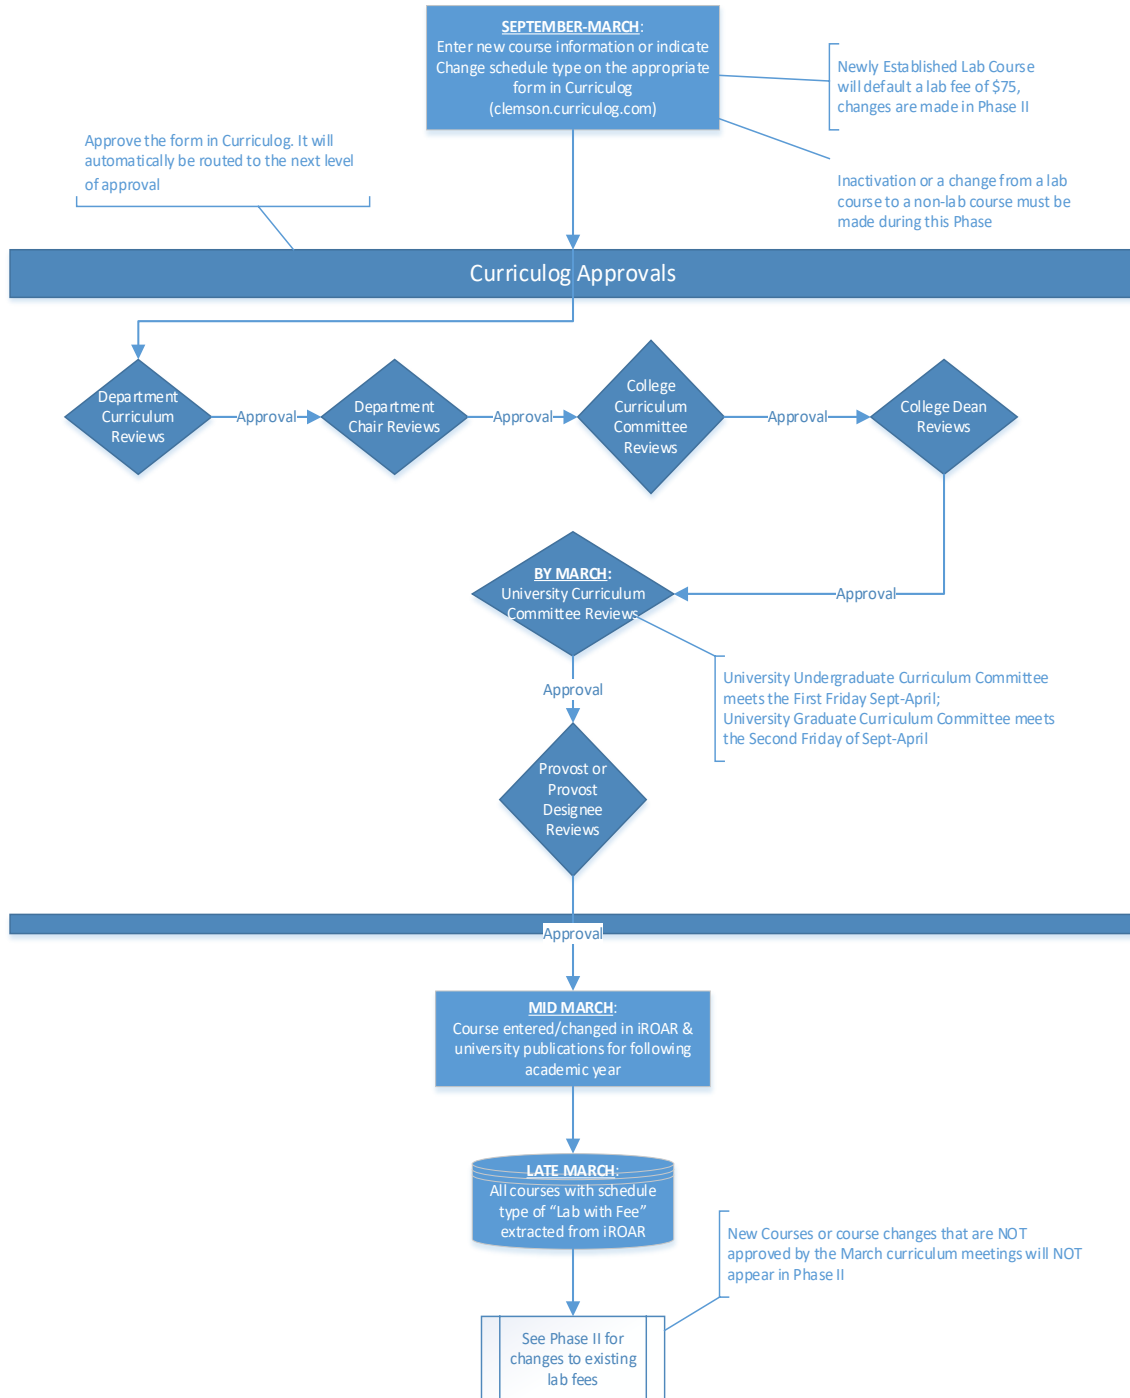 SEPTEMBER-MARCH:
Enter new course information or indicate
Change schedule type on the appropriate
form in Curriculog
(clemson.curriculog.com)
Newly Established Lab Course
will default a lab fee of $75,
changes are made in Phase II
Approve the form in Curriculog. It will
automatically be routed to the next level
of approval
Inactivation or a change from a lab
course to a non-lab course must be
made during this Phase
Curriculog Approvals
Department
Curriculum
Reviews
Approval
Department
Chair Reviews
Approval
College
Curriculum
Committee
Reviews
Approval
College Dean
Reviews
Approval
BY MARCH:
University Curriculum
Committee Reviews
University Undergraduate Curriculum Committee
meets the First Friday Sept-April;
University Graduate Curriculum Committee meets
the Second Friday of Sept-April
Approval
Provost or
Provost
Designee
Reviews
Approval
MID MARCH:
Course entered/changed in iROAR &
university publications for following
academic year
LATE MARCH:
All courses with schedule
type of “Lab with Fee”
extracted from iROAR
New Courses or course changes that are NOT
approved by the March curriculum meetings will NOT
appear in Phase II
See Phase II for
changes to existing
lab fees